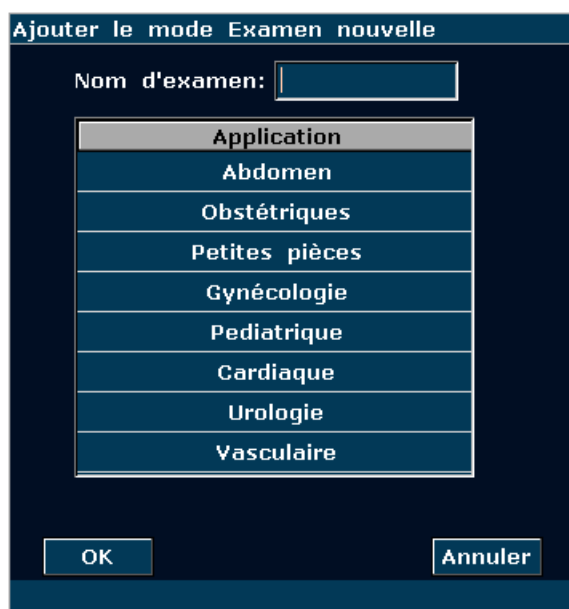 Ajouter le mode Examen nouvelle
Nom d'examen:
Application
Abdomen
Obstétriques
Petites pièces
Gynécologie
Pediatrique
Cardiaque
Urologie
Vasculaire
OK Annuler